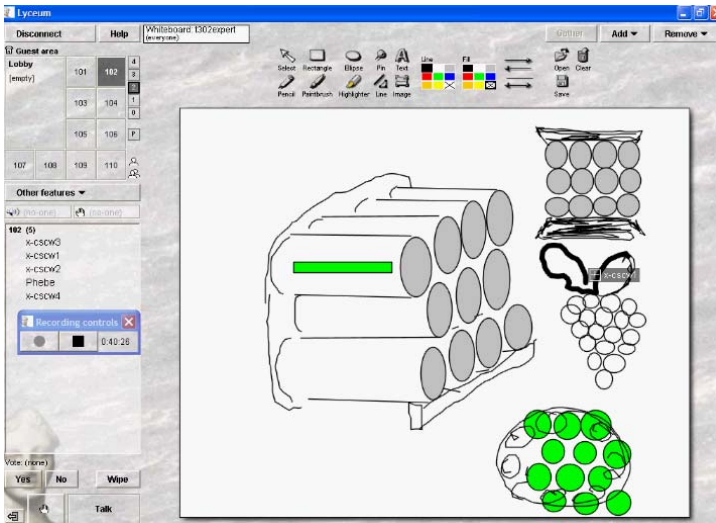 Lyceum
Disconnect
Help
Whiteboard: t302expert
(everyone)
Gather
Add
Remove
Guest area
Lobby
[empty]
101
102
4
3
2
1
0
103
104
105
106
P
107
108
109
110
Select
Rectangle
Ellipse
Pin
Text
Line
Fill
Open
Clear
Pencil
Paintbrush
Highlighter
Line
Image
Save
Other features
(no-one)
(no-one)
102 (5)
x-cscw3
x-cscw1
x-cscw2
Phebe
x-cscw4
Recording controls
0:40:26
x-cscw1
Vote: (none)
Yes
No
Wipe
Talk